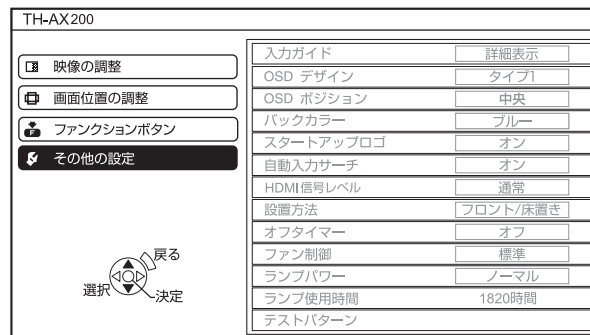 TH-AX200
映像の調整
画面位置の調整
F ファンクションボタン
その他の設定
入力ガイド 詳細表示
OSD デザイン タイプ1
OSD ポジション 中央
バックカラー ブルー
スタートアップロゴ オン
自動入力サーチ オン
HDMI信号レベル 通常
設置方法 フロント/床置き
オフタイマー オフ
ファン制御 標準
ランプパワー ノーマル
ランプ使用時間 1820時間
テストパターン
戻る
選択
決定